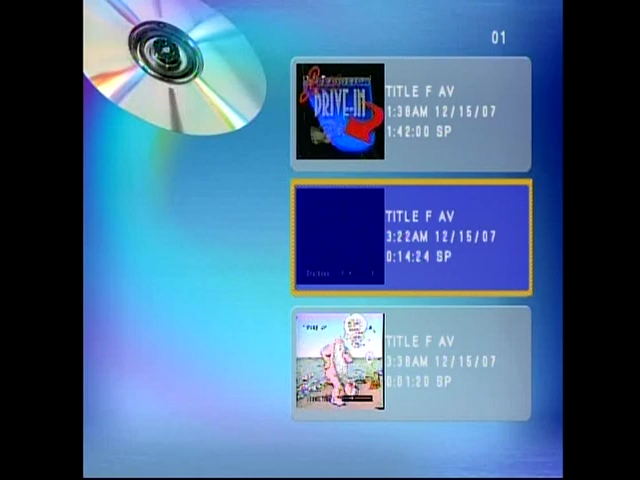 01
DRIVE-IN
TITLE F AV
1:38AM 12/15/07
1:42:00 SP
TITLE F AV
3:22AM 12/15/07
0:14:24 SP
TITLE F AV
3:38AM 12/15/07
0:01:20 SP